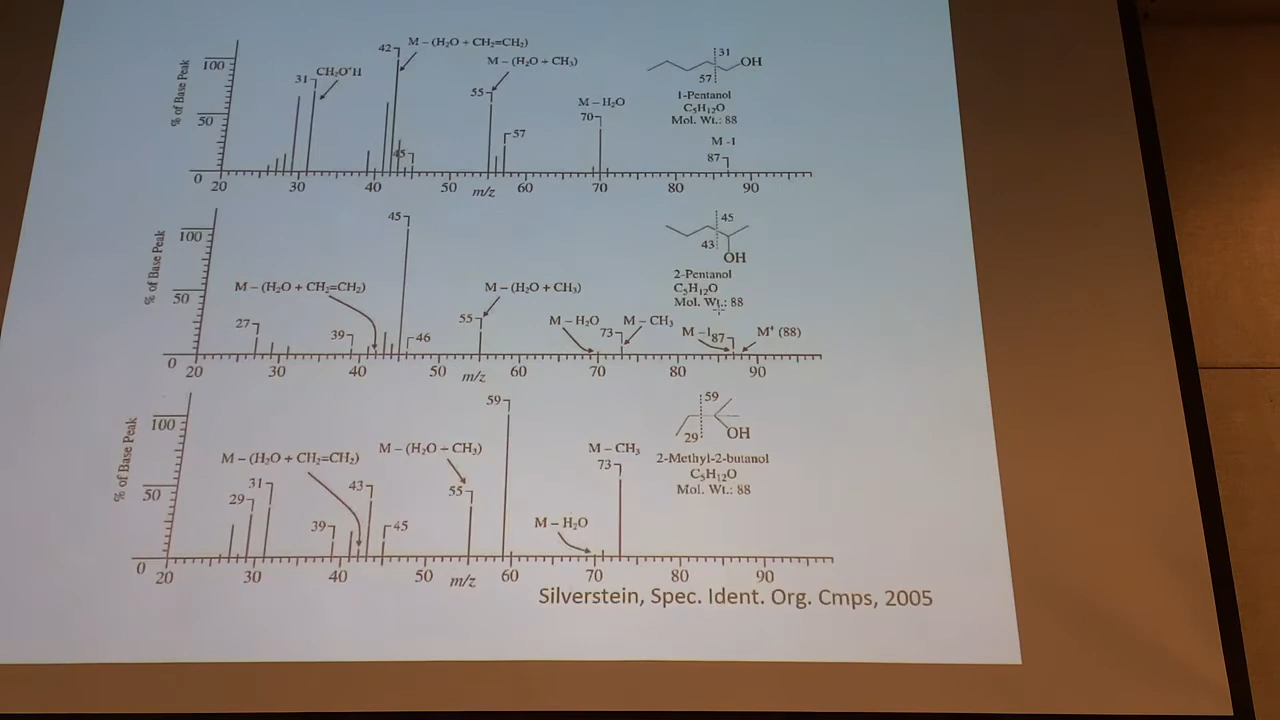 % of Base Peak
100
50
0
31
CH₂O⁺H
42
M – (H₂O + CH₂=CH₂)
45
M – (H₂O + CH₃)
55
57
M – H₂O
70
M -1
87
31
OH
57
1-Pentanol
C₅H₁₂O
Mol. Wt.: 88
20 30 40 50 60 70 80 90
m/z
% of Base Peak
100
50
0
45
M – (H₂O + CH₂=CH₂)
27
39
46
M – (H₂O + CH₃)
55
M – H₂O
M – CH₃
73
M –1
87
M⁺ (88)
45
43
OH
2-Pentanol
C₅H₁₂O
Mol. Wt.: 88
20 30 40 50 60 70 80 90
m/z
% of Base Peak
100
50
0
59
M – (H₂O + CH₂=CH₂)
M – (H₂O + CH₃)
29
31
39
43
45
55
M – H₂O
M – CH₃
73
59
29
OH
2-Methyl-2-butanol
C₅H₁₂O
Mol. Wt.: 88
20 30 40 50 60 70 80 90
m/z
Silverstein, Spec. Ident. Org. Cmps, 2005